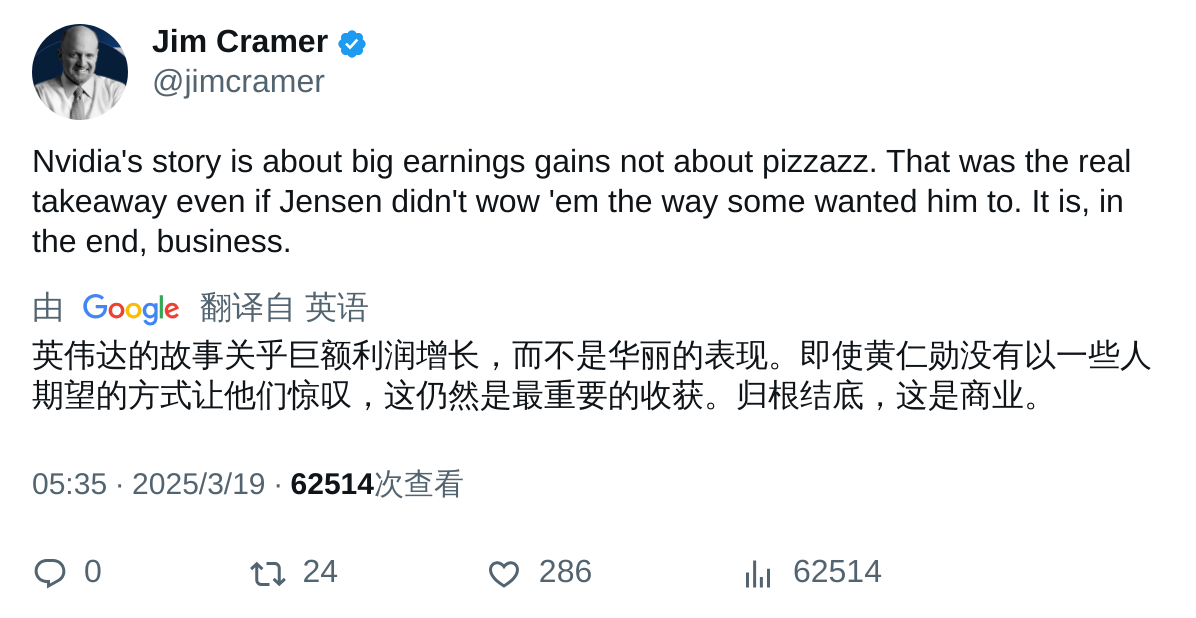 Jim Cramer
@jimcramer
Nvidia's story is about big earnings gains not about pizzazz. That was the real
takeaway even if Jensen didn't wow 'em the way some wanted him to. It is, in
the end, business.
由 Google 翻译自 英语
英伟达的故事关乎巨额利润增长，而不是华丽的表现。即使黄仁勋没有以一些人
期望的方式让他们惊叹，这仍然是最重要的收获。归根结底，这是商业。
05:35 · 2025/3/19 · 62514次查看
0 24 286 62514